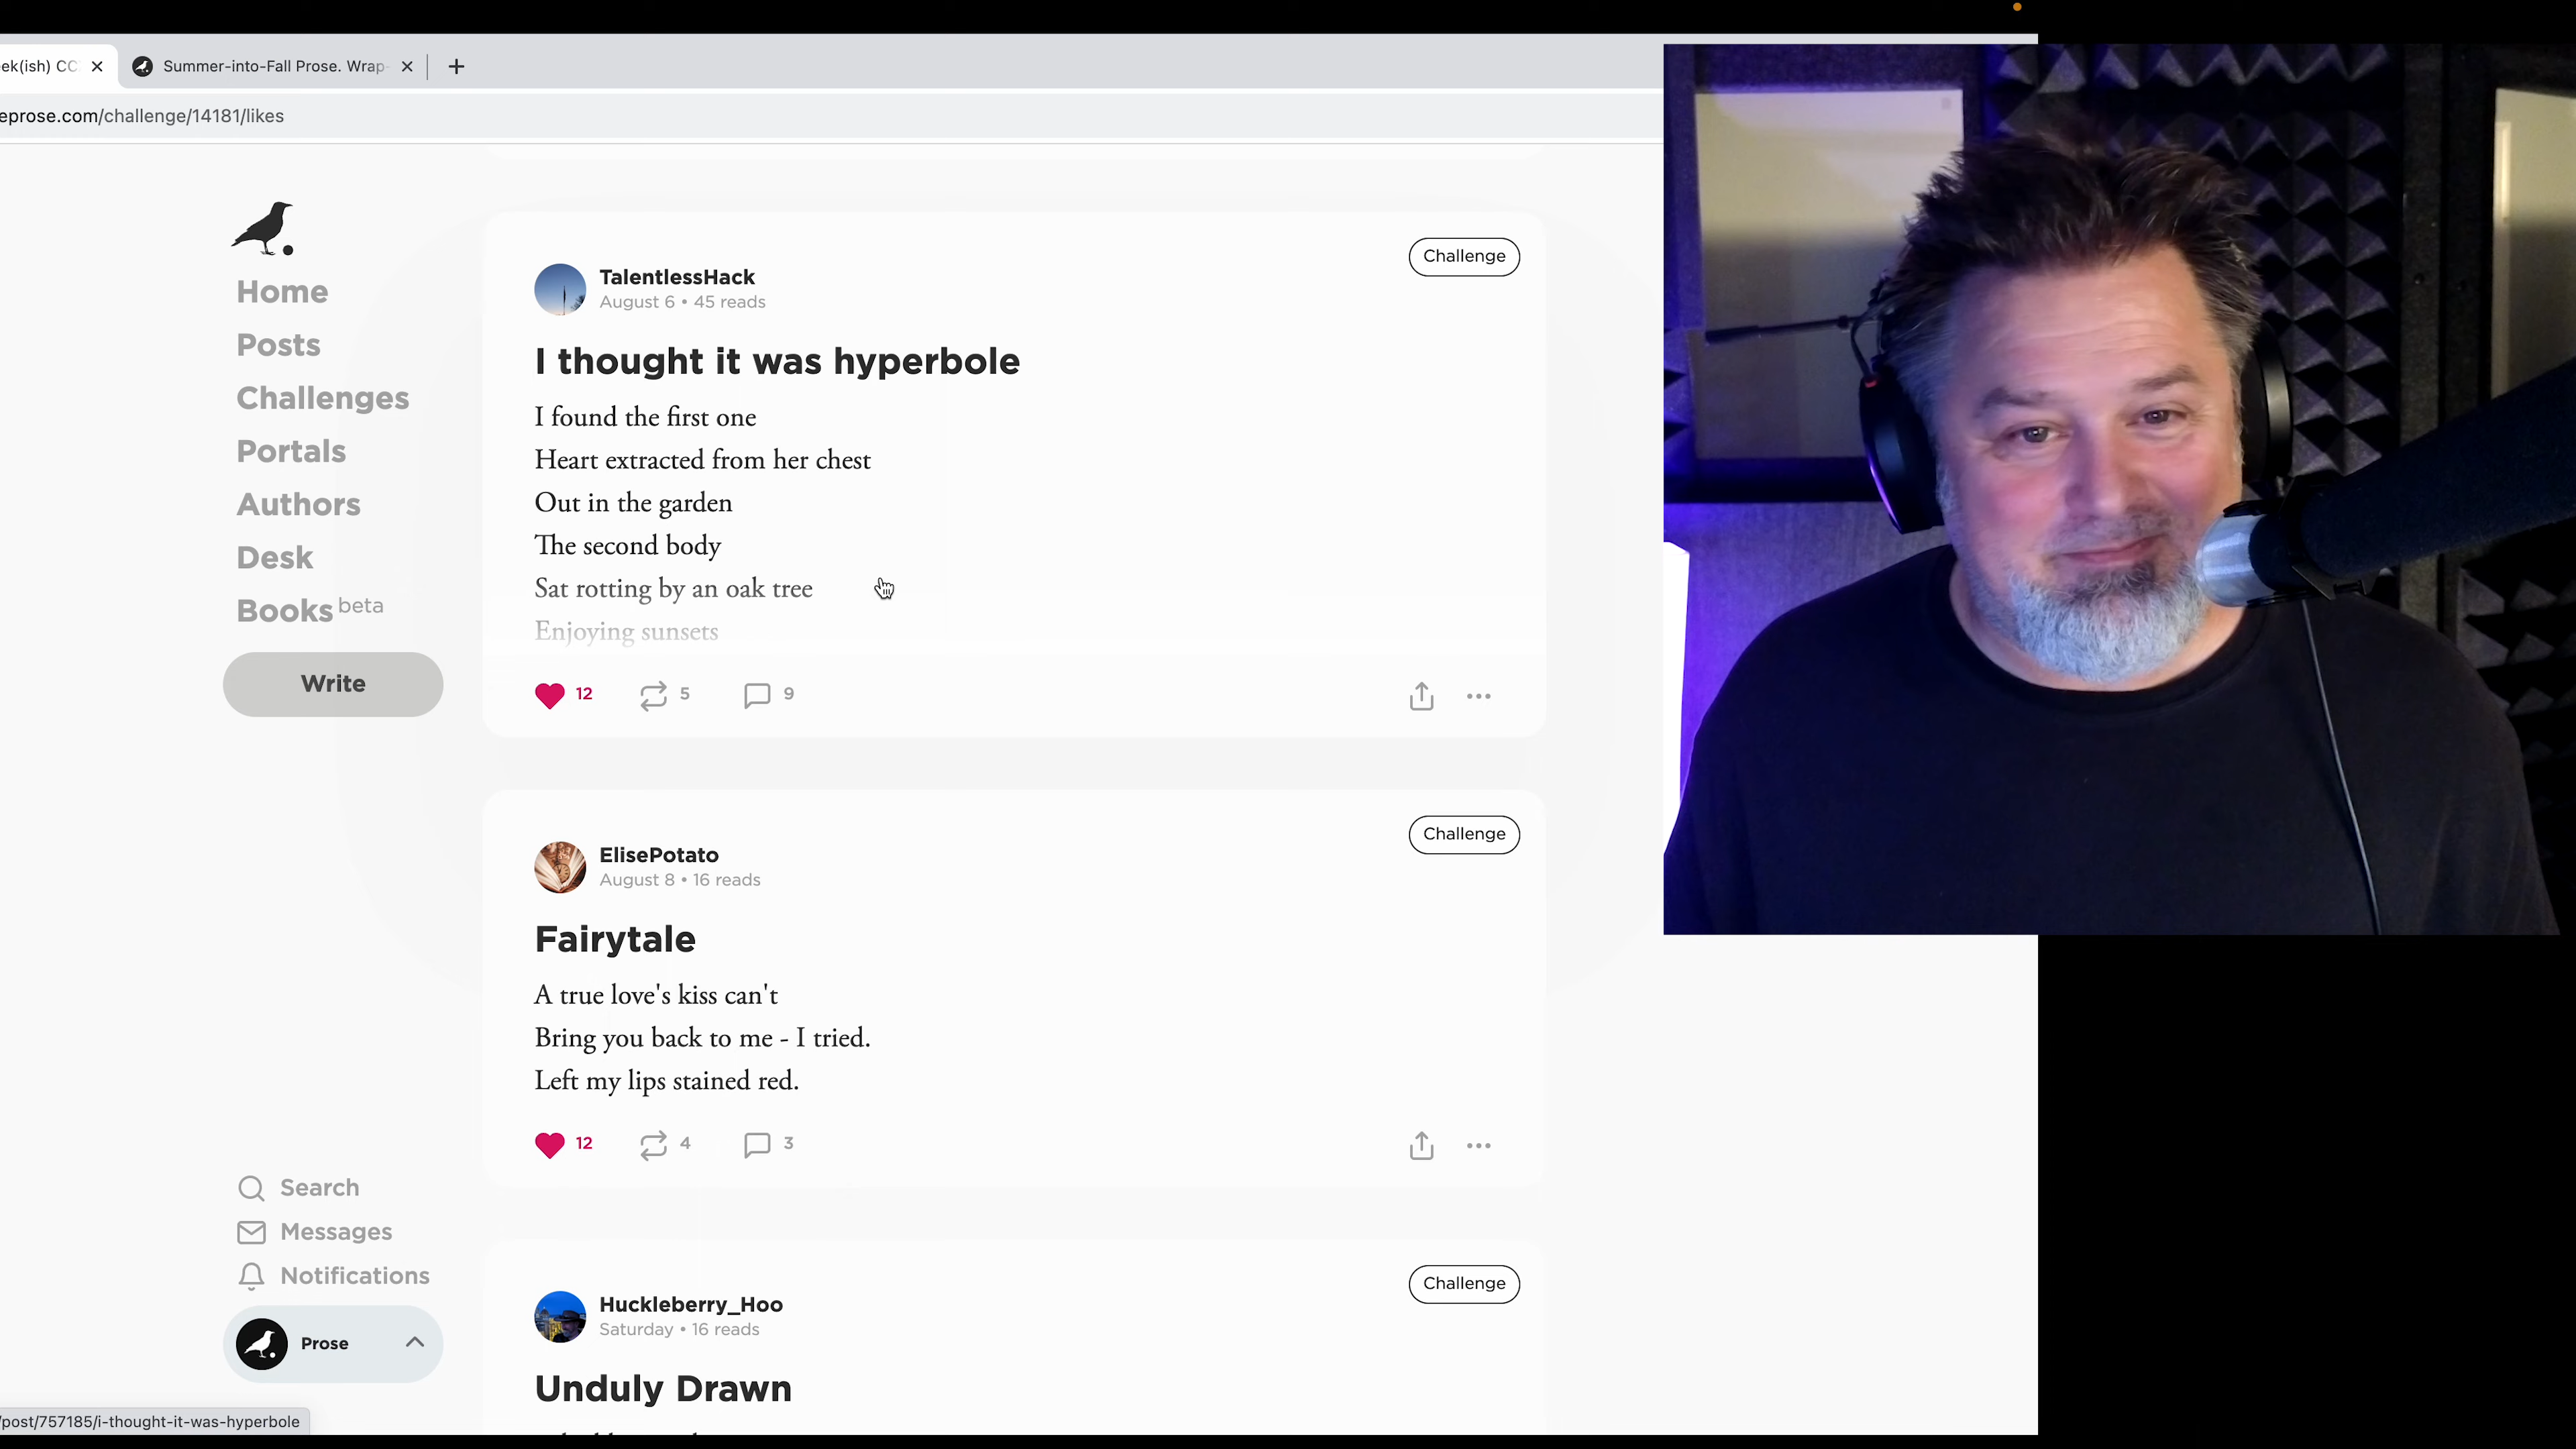 ek(ish) CC
Summer-into-Fall Prose. Wrap-
eprose.com/challenge/14181/likes
Home
Posts
Challenges
Portals
Authors
Desk
Books beta
Write
Search
Messages
Notifications
Prose
/post/757185/i-thought-it-was-hyperbole
Challenge
TalentlessHack
August 6 • 45 reads
I thought it was hyperbole
I found the first one
Heart extracted from her chest
Out in the garden
The second body
Sat rotting by an oak tree
Enjoying sunsets
12 5 9
Challenge
ElisePotato
August 8 • 16 reads
Fairytale
A true love's kiss can't
Bring you back to me - I tried.
Left my lips stained red.
12 4 3
Challenge
Huckleberry_Hoo
Saturday • 16 reads
Unduly Drawn